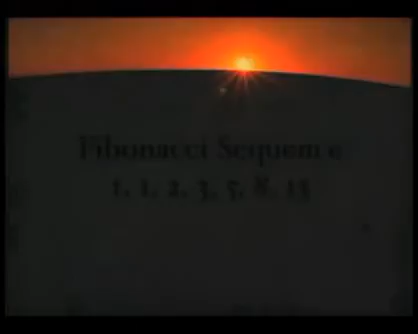 Fibonacci Sequence
1, 1, 2, 3, 5, 8, 13